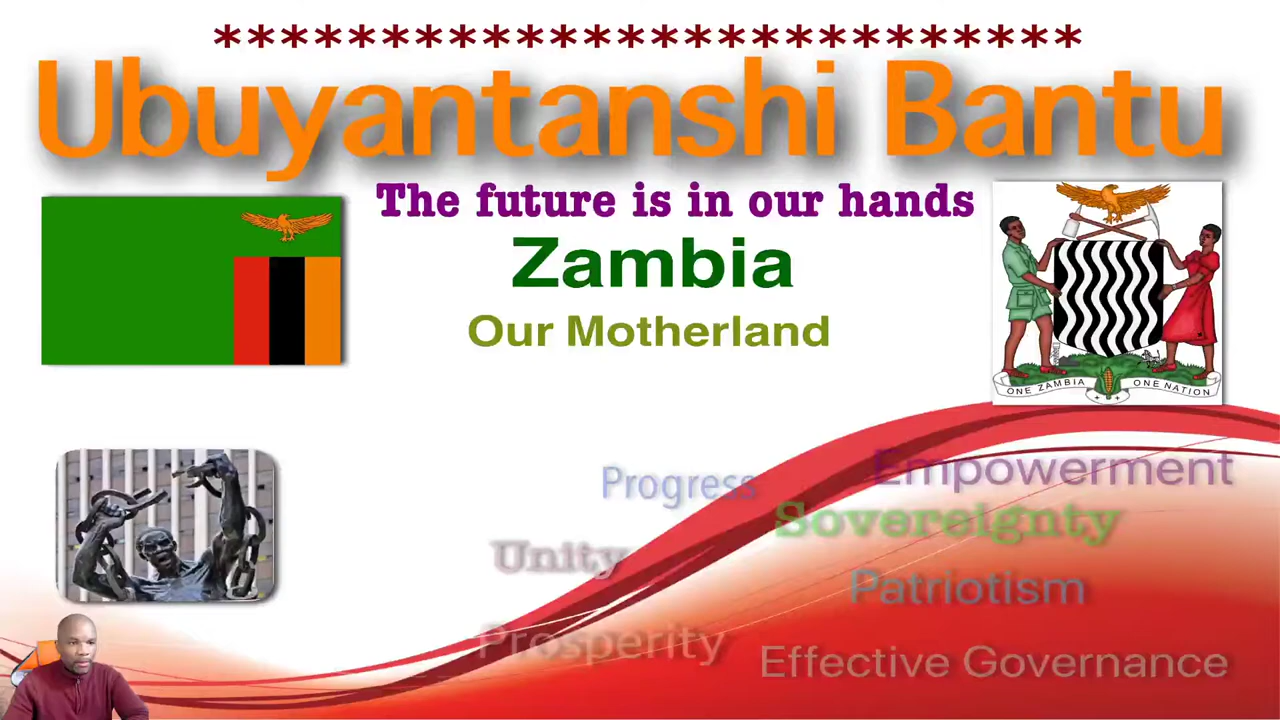 ***************************
Ubuyantanshi Bantu
The future is in our hands
Zambia
Our Motherland
ONE ZAMBIA ONE NATION
Progress
Empowerment
Sovereignty
Unity
Patriotism
Prosperity
Effective Governance